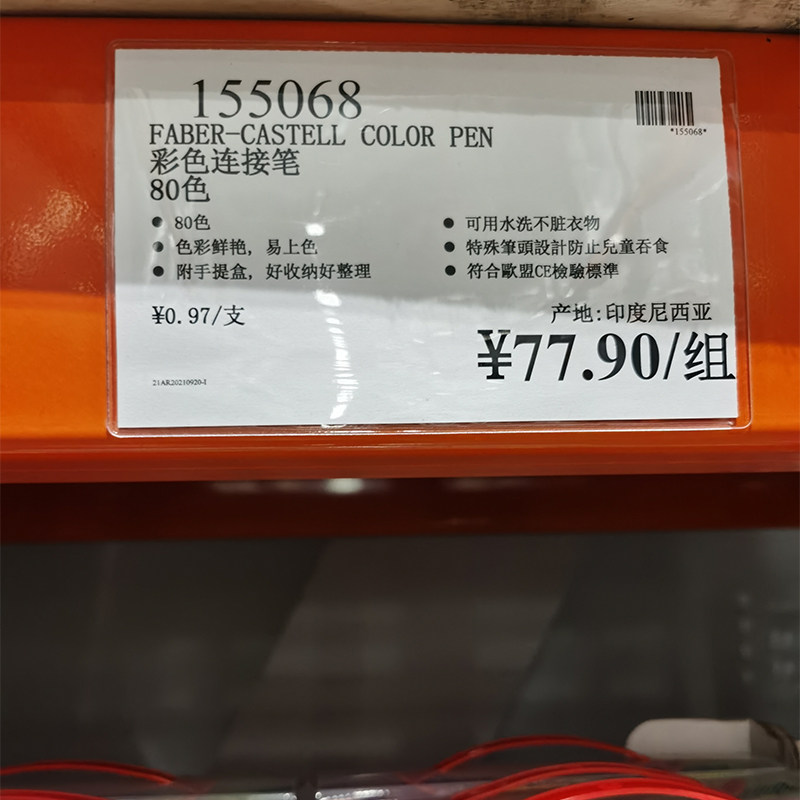 155068
*155068*
FABER-CASTELL COLOR PEN
彩色连接笔
80色
● 80色
● 色彩鲜艳，易上色
● 附手提盒，好收纳好整理
● 可用水洗不脏衣物
● 特殊筆頭設計防止兒童吞食
● 符合歐盟CE檢驗標準
¥0.97/支
产地:印度尼西亚
¥77.90/组
21AR20210920-1